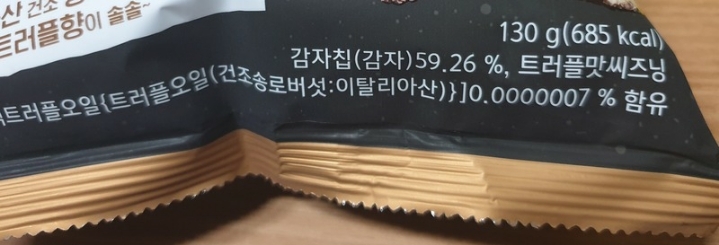 산 건조
트러플향이 솔솔~
130 g(685 kcal)
감자칩(감자)59.26 %, 트러플맛씨즈닝
트러플오일{트러플오일(건조송로버섯:이탈리아산)}]0.0000007 % 함유